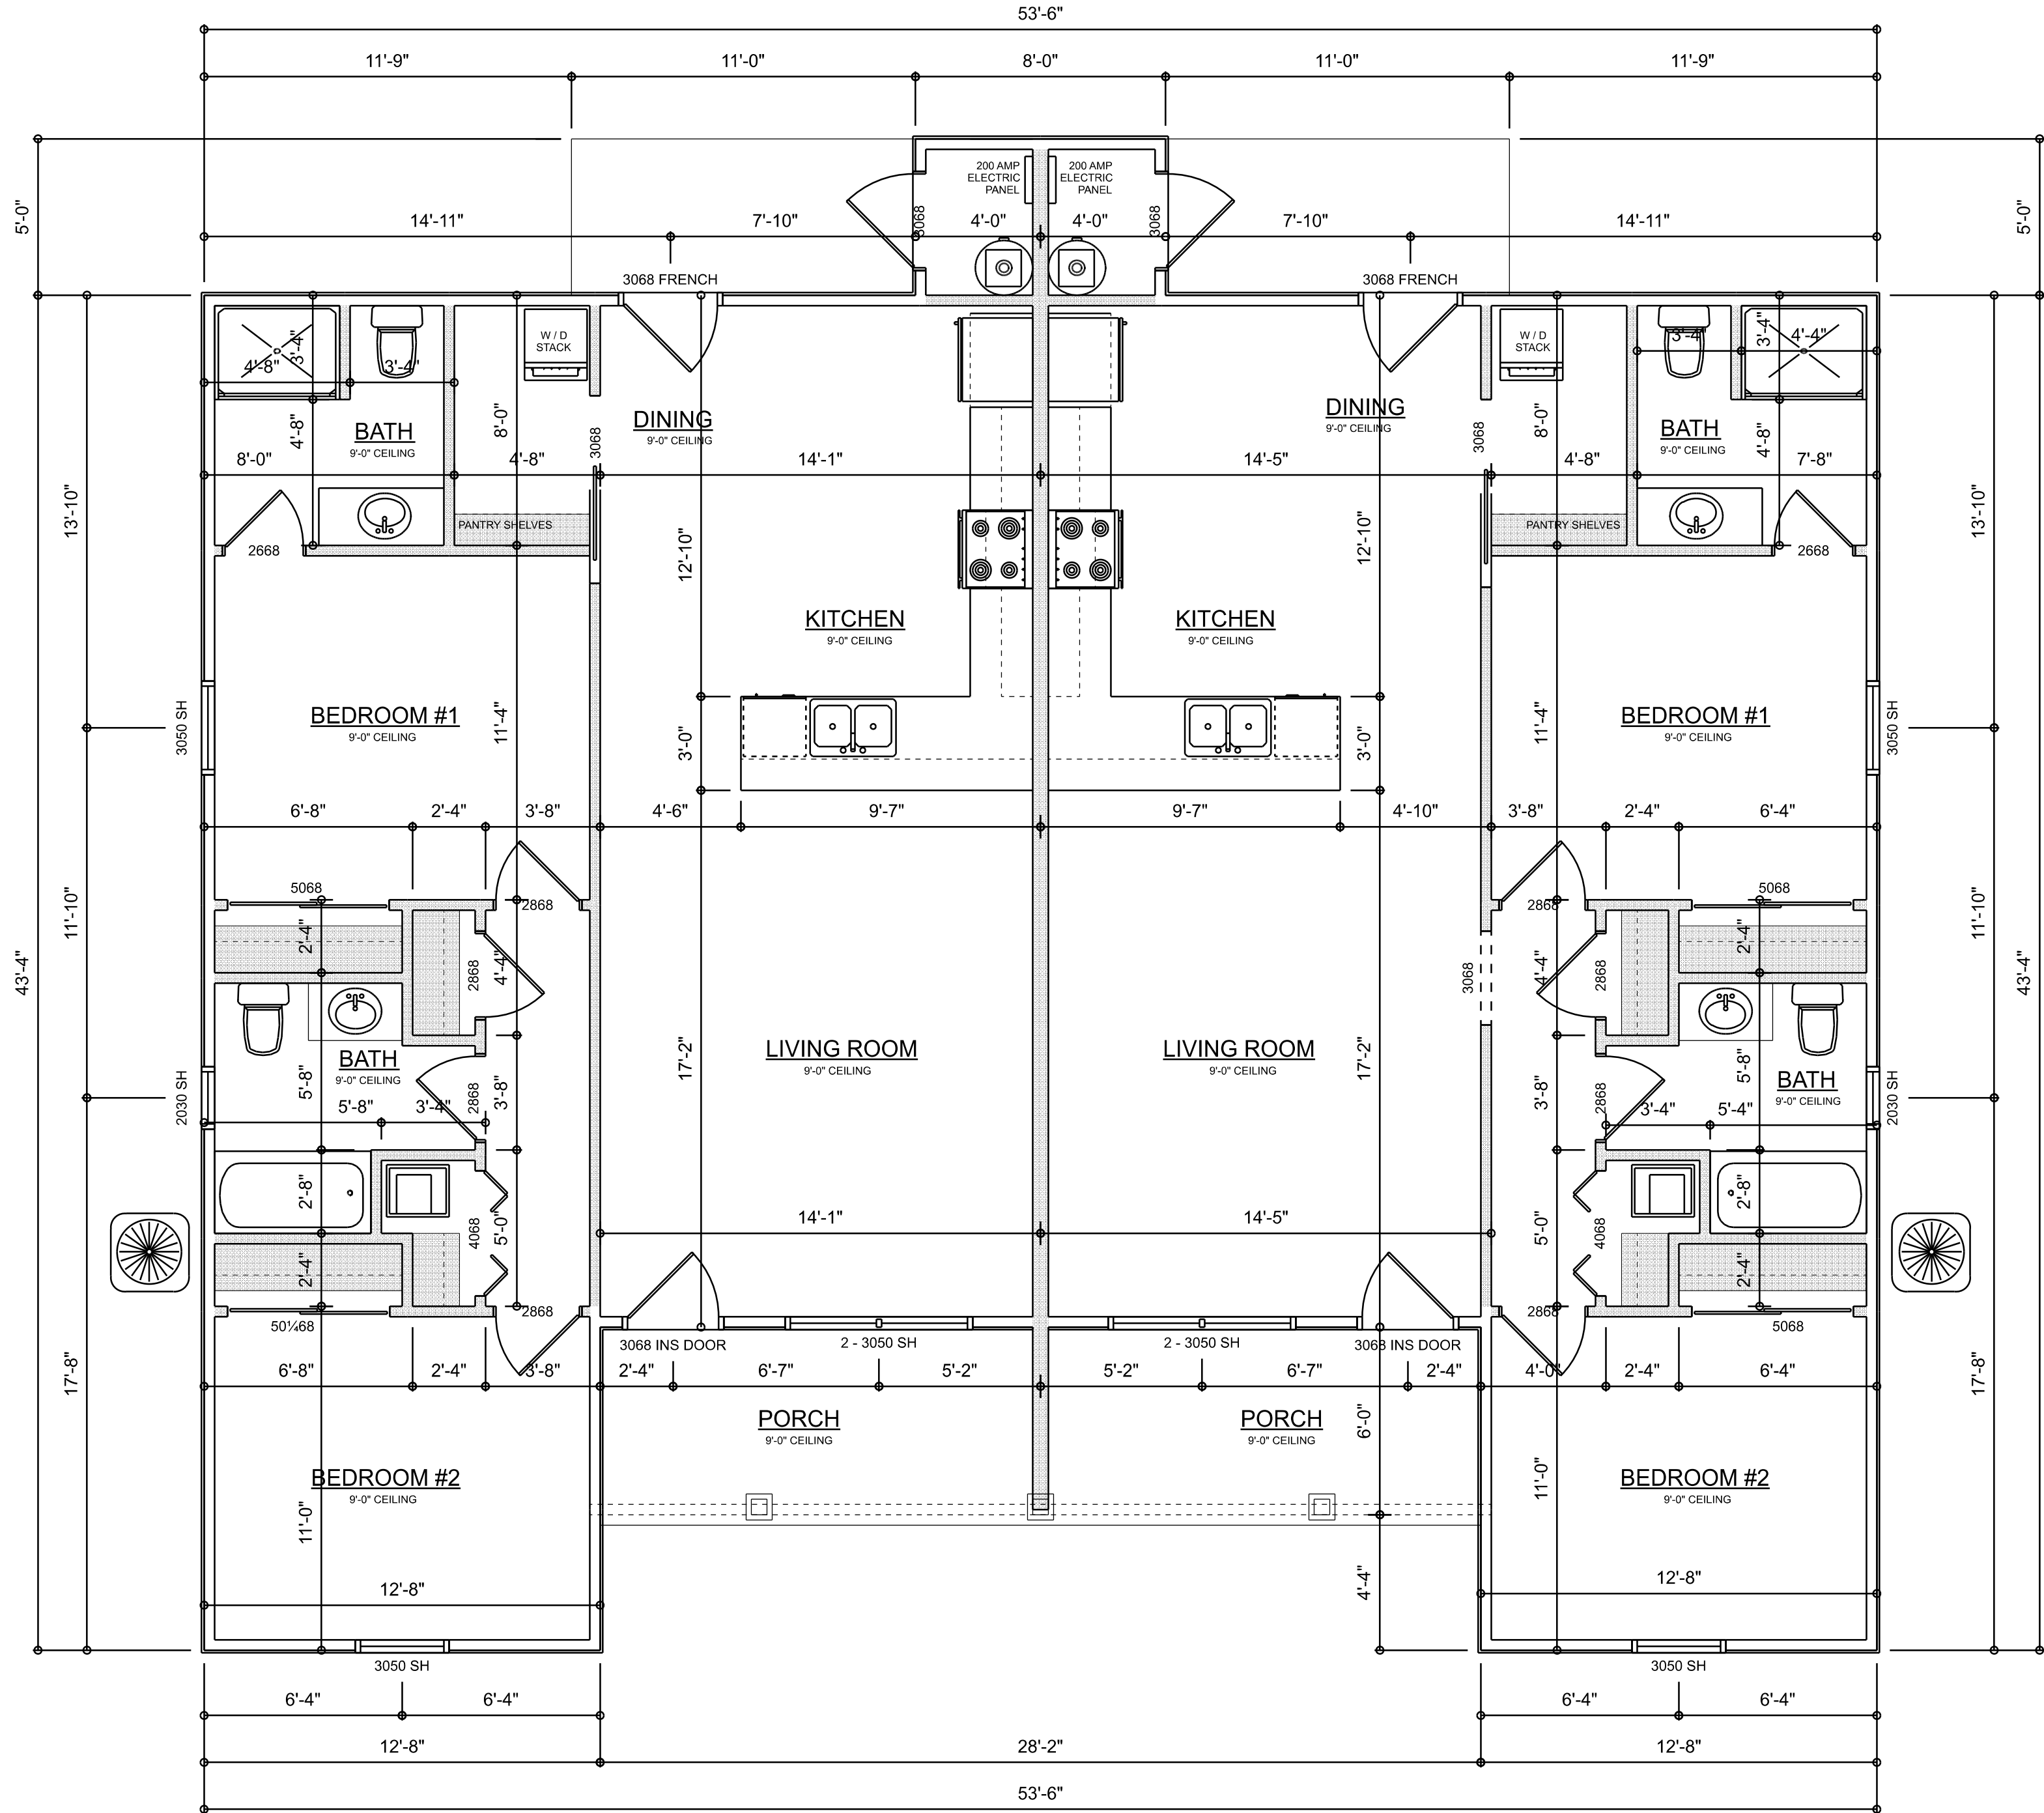 53'-6"
11'-9" 11'-0" 8'-0" 11'-0" 11'-9"
200 AMP ELECTRIC PANEL
200 AMP ELECTRIC PANEL
5'-0" 5'-0"
3068 3068
14'-11" 7'-10" 4'-0" 4'-0" 7'-10" 14'-11"
3068 FRENCH 3068 FRENCH
W / D STACK
W / D STACK
3'-4" 3'-4"
4'-8" 3'-4" 3'-4" 4'-4"
DINING
9'-0" CEILING
DINING
9'-0" CEILING
BATH
9'-0" CEILING
BATH
9'-0" CEILING
4'-8" 8'-0" 3068 3068 8'-0" 4'-8"
8'-0" 4'-8" 14'-1" 14'-5" 4'-8" 7'-8"
13'-10" 13'-10"
PANTRY SHELVES PANTRY SHELVES
2668 2668
12'-10" 12'-10"
KITCHEN
9'-0" CEILING
KITCHEN
9'-0" CEILING
BEDROOM #1
9'-0" CEILING
BEDROOM #1
9'-0" CEILING
3050 SH 11'-4" 11'-4" 3050 SH
3'-0" 3'-0"
6'-8" 2'-4" 3'-8" 4'-6" 9'-7" 9'-7" 4'-10" 3'-8" 2'-4" 6'-4"
5068 5068
2868 2868
11'-10" 11'-10"
2'-4" 2'-4"
43'-4" 43'-4"
2868 4'-4" 3068 4'-4" 2868
LIVING ROOM
9'-0" CEILING
LIVING ROOM
9'-0" CEILING
17'-2" 17'-2"
BATH
9'-0" CEILING
BATH
9'-0" CEILING
2030 SH 5'-8" 2868 3'-8" 3'-8" 2868 5'-8" 2030 SH
5'-8" 3'-4" 3'-4" 5'-4"
2'-8" 2'-8"
14'-1" 14'-5"
4068 5'-0" 5'-0" 4068
2'-4" 2'-4"
2868 2868
50¼68 5068
3068 INS DOOR 2 - 3050 SH 2 - 3050 SH 3068 INS DOOR
6'-8" 2'-4" 3'-8" 2'-4" 6'-7" 5'-2" 5'-2" 6'-7" 2'-4" 4'-0" 2'-4" 6'-4"
17'-8" 17'-8"
PORCH
9'-0" CEILING
PORCH
9'-0" CEILING
6'-0"
BEDROOM #2
9'-0" CEILING
BEDROOM #2
9'-0" CEILING
11'-0" 11'-0"
4'-4"
12'-8" 12'-8"
3050 SH 3050 SH
6'-4" 6'-4" 6'-4" 6'-4"
12'-8" 28'-2" 12'-8"
53'-6"